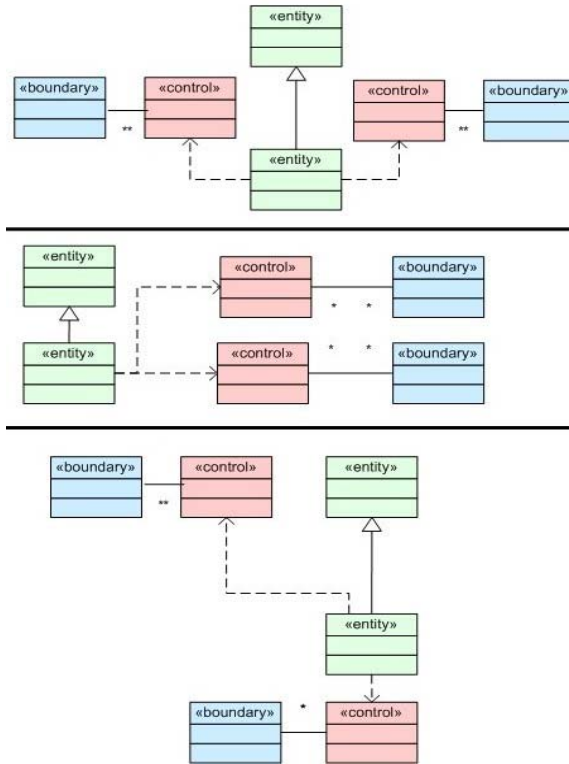 «entity»
«boundary» «control» «control» «boundary»
** **
«entity»
«entity» «control» «boundary»
* *
* *
«entity» «control» «boundary»
«boundary» «control» «entity»
**
«entity»
«boundary» * «control»